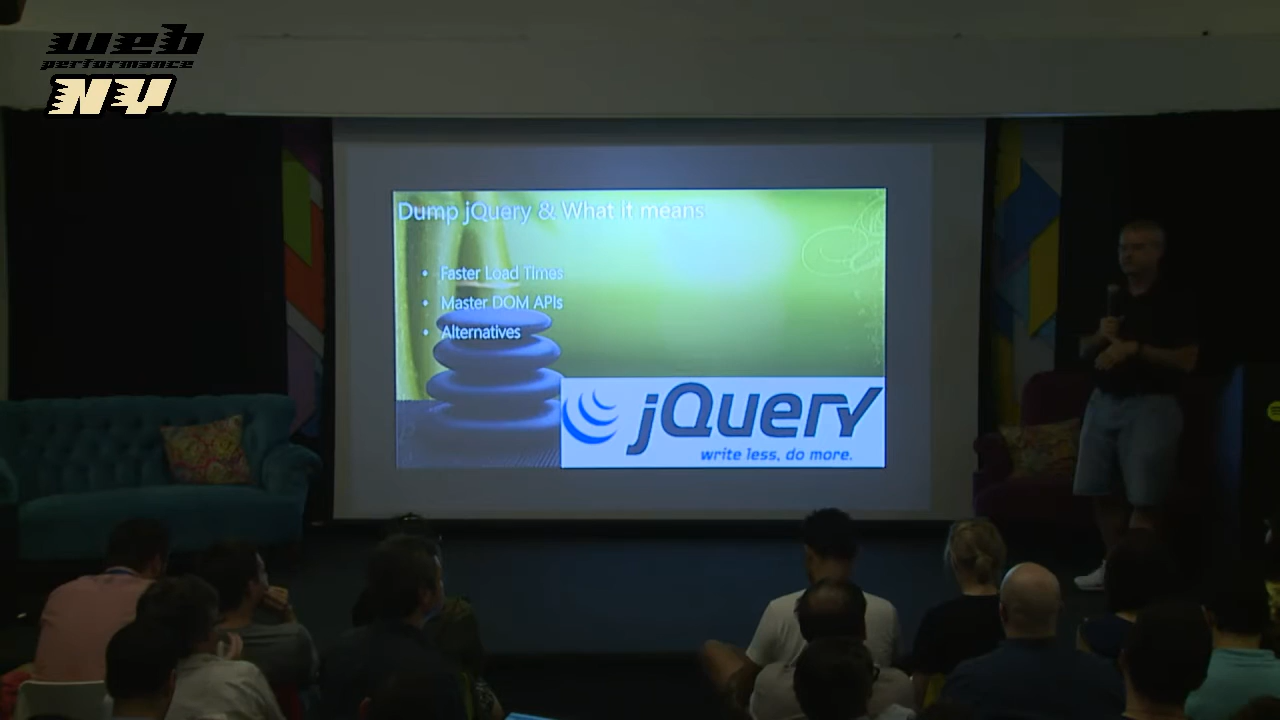 web
performance
NY
Dump jQuery & What it means
• Faster Load Times
• Master DOM APIs
• Alternatives
jQuery
write less, do more.